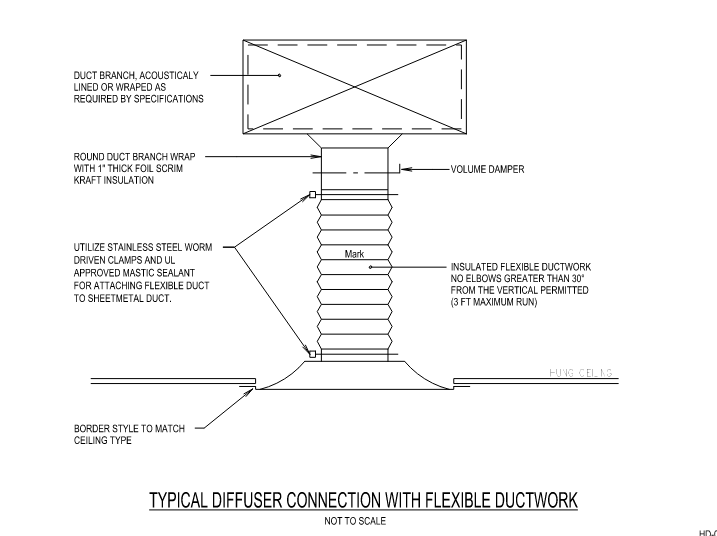 DUCT BRANCH, ACOUSTICALY
LINED OR WRAPED AS
REQUIRED BY SPECIFICATIONS
ROUND DUCT BRANCH WRAP
WITH 1" THICK FOIL SCRIM
KRAFT INSULATION
VOLUME DAMPER
UTILIZE STAINLESS STEEL WORM
DRIVEN CLAMPS AND UL
APPROVED MASTIC SEALANT
FOR ATTACHING FLEXIBLE DUCT
TO SHEETMETAL DUCT.
Mark
INSULATED FLEXIBLE DUCTWORK
NO ELBOWS GREATER THAN 30°
FROM THE VERTICAL PERMITTED
(3 FT MAXIMUM RUN)
HUNG CEILING
BORDER STYLE TO MATCH
CEILING TYPE
TYPICAL DIFFUSER CONNECTION WITH FLEXIBLE DUCTWORK
NOT TO SCALE